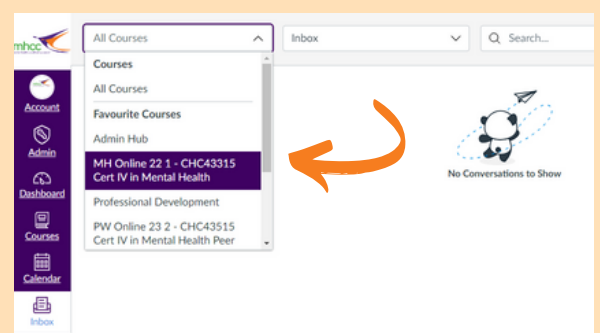 mhcc
All Courses
Inbox
Search...
Courses
All Courses
Favourite Courses
Admin Hub
MH Online 22 1 - CHC43315
Cert IV in Mental Health
Professional Development
PW Online 23 2 - CHC43515
Cert IV in Mental Health Peer
Account
Admin
Dashboard
Courses
Calendar
Inbox
No Conversations to Show